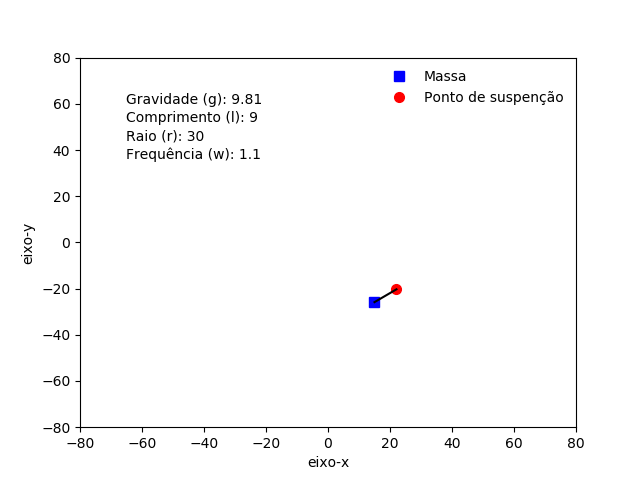 Massa
Ponto de suspenção
Gravidade (g): 9.81
Comprimento (l): 9
Raio (r): 30
Frequência (w): 1.1
80
60
40
20
0
−20
−40
−60
−80
eixo-y
−80 −60 −40 −20 0 20 40 60 80
eixo-x